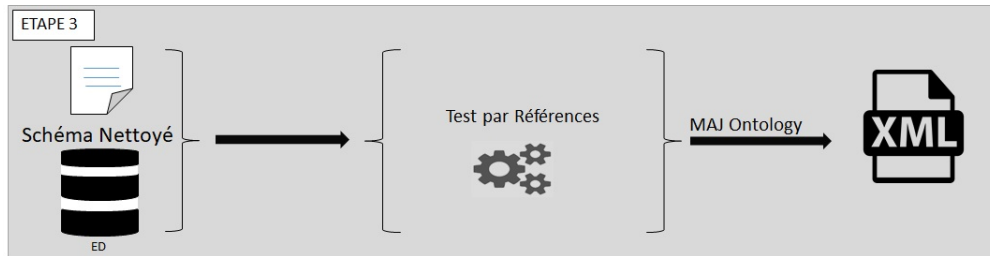 ETAPE 3
Schéma Nettoyé
ED
Test par Références
MAJ Ontology
XML